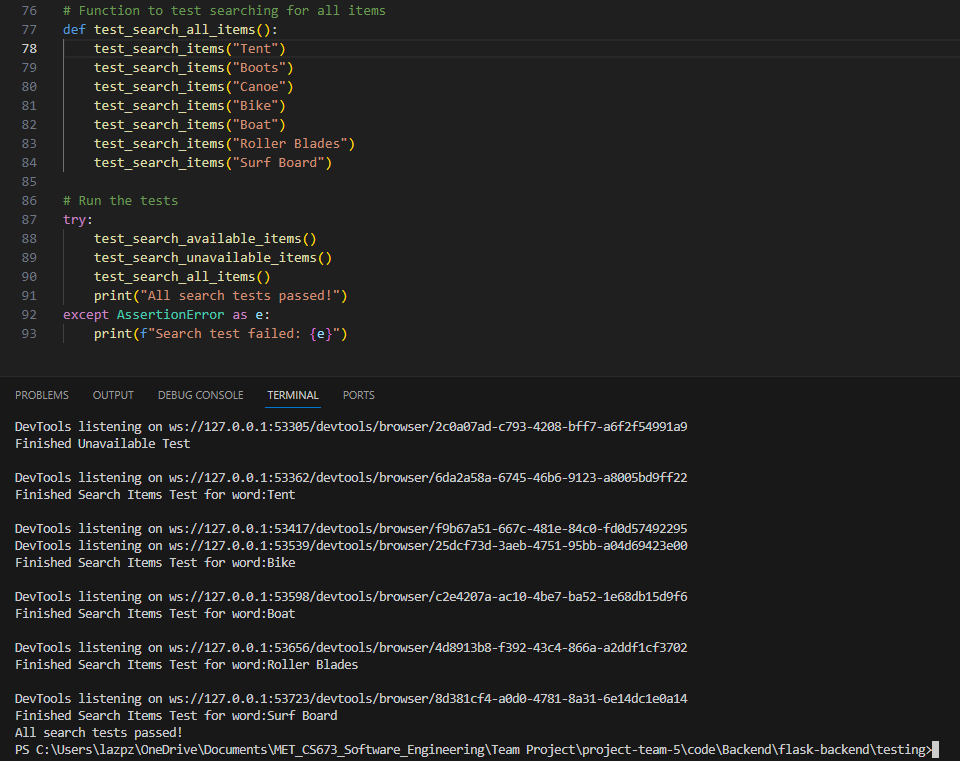 76 # Function to test searching for all items
77 def test_search_all_items():
78     test_search_items("Tent")
79     test_search_items("Boots")
80     test_search_items("Canoe")
81     test_search_items("Bike")
82     test_search_items("Boat")
83     test_search_items("Roller Blades")
84     test_search_items("Surf Board")
85
86 # Run the tests
87 try:
88     test_search_available_items()
89     test_search_unavailable_items()
90     test_search_all_items()
91     print("All search tests passed!")
92 except AssertionError as e:
93     print(f"Search test failed: {e}")
PROBLEMS OUTPUT DEBUG CONSOLE TERMINAL PORTS
DevTools listening on ws://127.0.0.1:53305/devtools/browser/2c0a07ad-c793-4208-bff7-a6f2f54991a9
Finished Unavailable Test
DevTools listening on ws://127.0.0.1:53362/devtools/browser/6da2a58a-6745-46b6-9123-a8005bd9ff22
Finished Search Items Test for word:Tent
DevTools listening on ws://127.0.0.1:53417/devtools/browser/f9b67a51-667c-481e-84c0-fd0d57492295
DevTools listening on ws://127.0.0.1:53539/devtools/browser/25dcf73d-3aeb-4751-95bb-a04d69423e00
Finished Search Items Test for word:Bike
DevTools listening on ws://127.0.0.1:53598/devtools/browser/c2e4207a-ac10-4be7-ba52-1e68db15d9f6
Finished Search Items Test for word:Boat
DevTools listening on ws://127.0.0.1:53656/devtools/browser/4d8913b8-f392-43c4-866a-a2ddf1cf3702
Finished Search Items Test for word:Roller Blades
DevTools listening on ws://127.0.0.1:53723/devtools/browser/8d381cf4-a0d0-4781-8a31-6e14dc1e0a14
Finished Search Items Test for word:Surf Board
All search tests passed!
PS C:\Users\lazpz\OneDrive\Documents\MET_CS673_Software_Engineering\Team Project\project-team-5\code\Backend\flask-backend\testing>